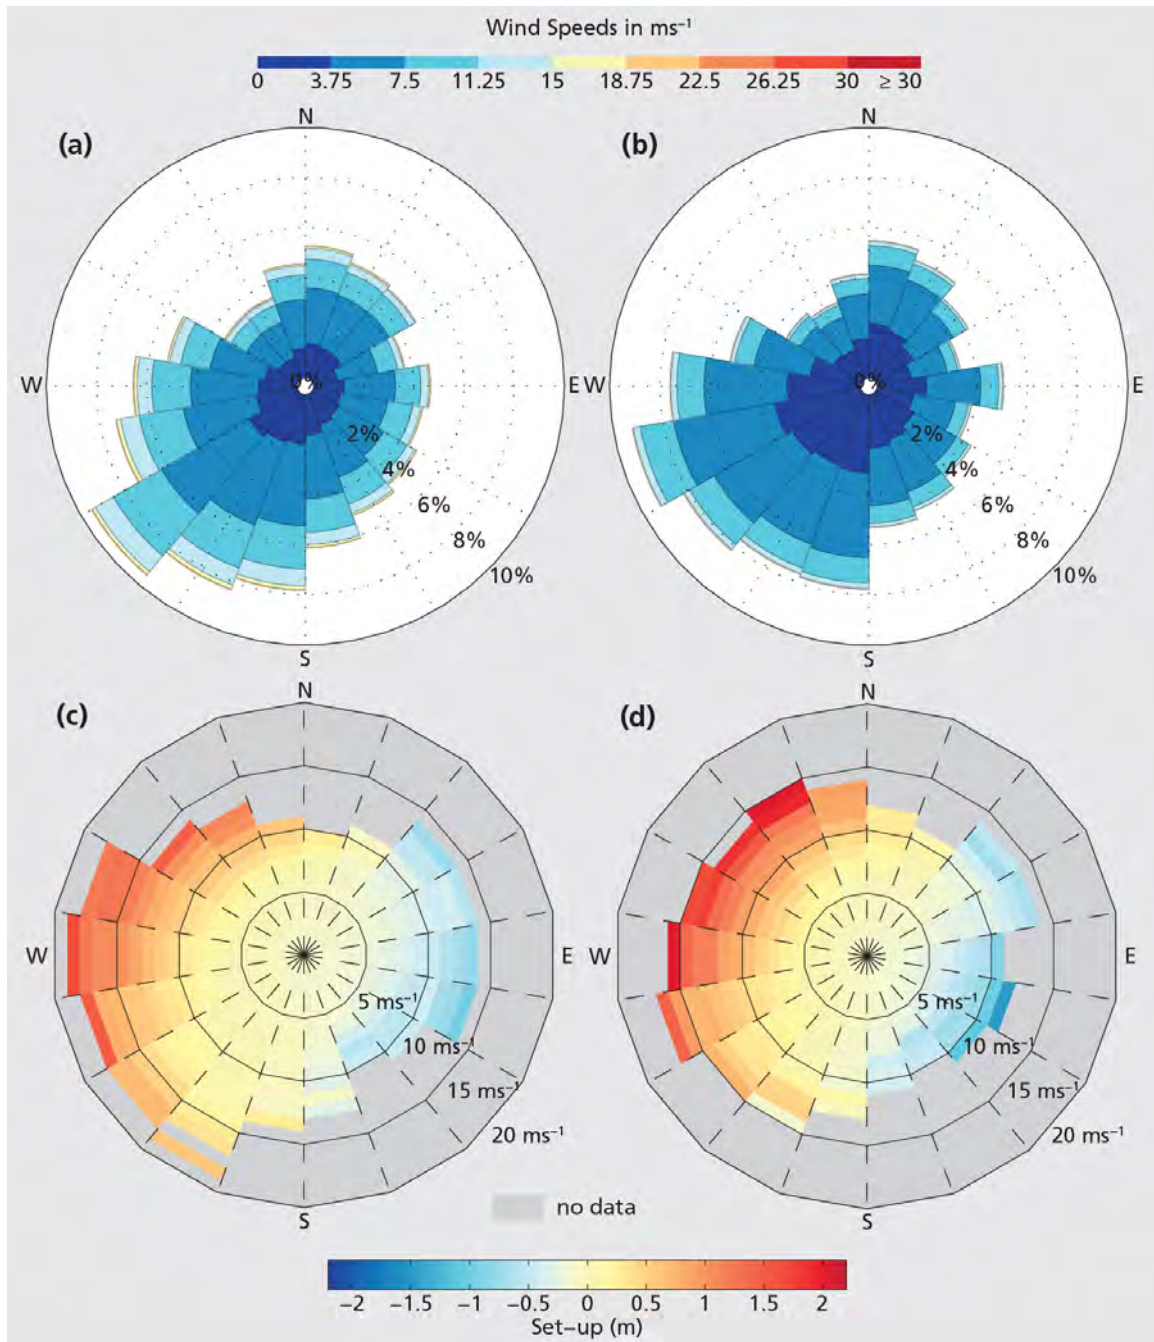 Wind Speeds in ms⁻¹
0 3.75 7.5 11.25 15 18.75 22.5 26.25 30 ≥ 30
(a)
N
W
E
S
0%
2%
4%
6%
8%
10%
(b)
N
W
E
S
0%
2%
4%
6%
8%
10%
(c)
N
W
E
S
5 ms⁻¹
10 ms⁻¹
15 ms⁻¹
20 ms⁻¹
(d)
N
W
E
S
5 ms⁻¹
10 ms⁻¹
15 ms⁻¹
20 ms⁻¹
no data
−2 −1.5 −1 −0.5 0 0.5 1 1.5 2
Set−up (m)